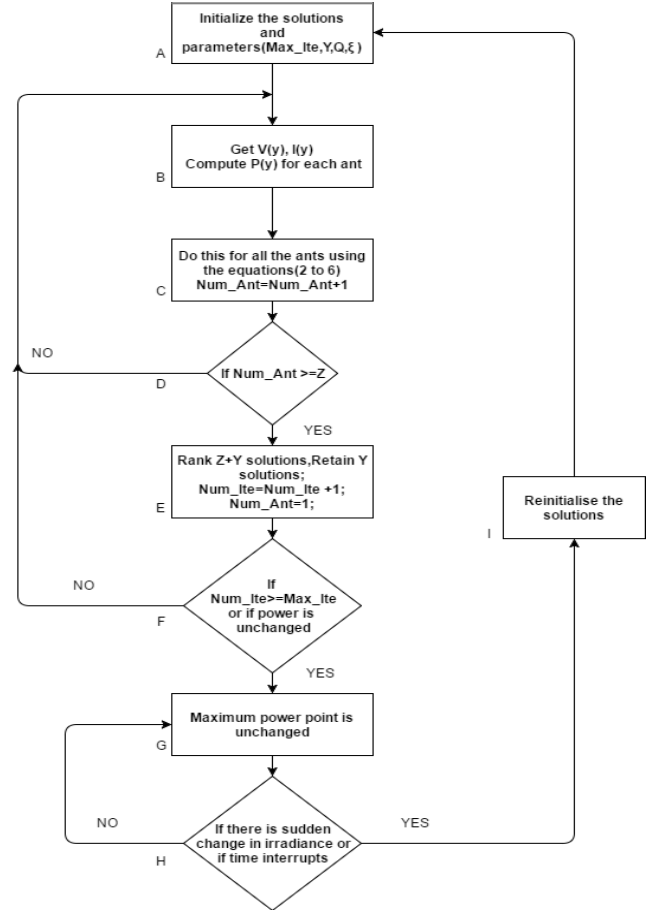 Initialize the solutions
and
parameters(Max_Ite,Y,Q,ξ )
A
Get V(y), I(y)
Compute P(y) for each ant
B
Do this for all the ants using
the equations(2 to 6)
Num_Ant=Num_Ant+1
C
NO
If Num_Ant >=Z
D
YES
Rank Z+Y solutions,Retain Y
solutions;
Num_Ite=Num_Ite +1;
Num_Ant=1;
E
Reinitialise the
solutions
I
NO
If
Num_Ite>=Max_Ite
or if power is
unchanged
F
YES
Maximum power point is
unchanged
G
NO
If there is sudden
change in irradiance or
if time interrupts
YES
H